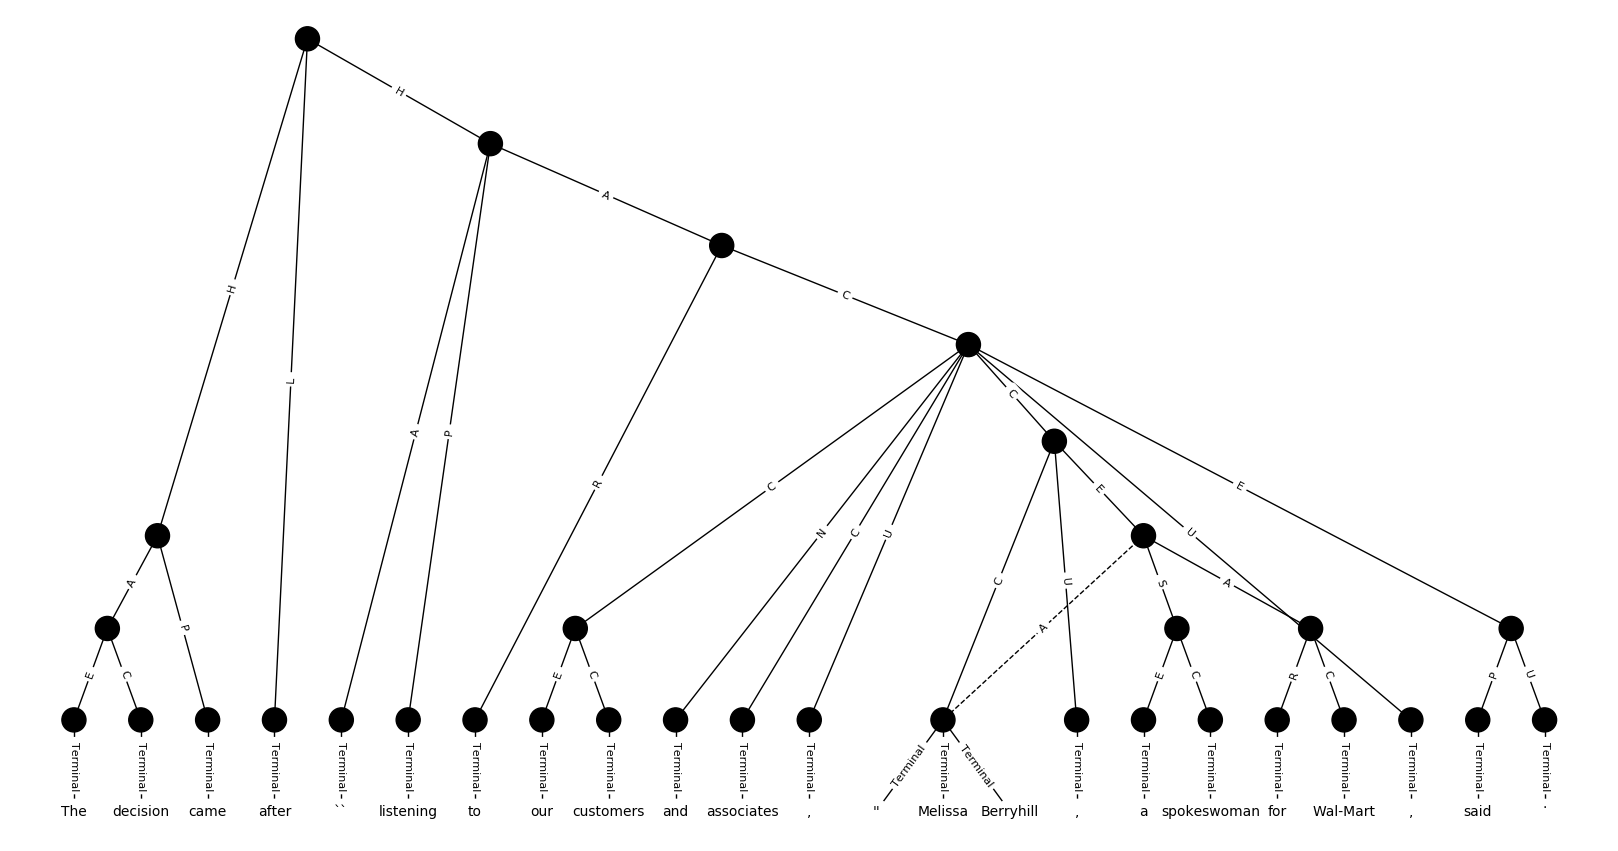 H
A
C
H
L
C
A
P
R
C
E
U
E
N
C
U
U
C
U
A
S
A
A
P
E
C
E
C
E
C
R
C
P
U
Terminal Terminal Terminal Terminal Terminal Terminal Terminal Terminal Terminal Terminal Terminal Terminal Terminal Terminal Terminal Terminal Terminal Terminal Terminal Terminal Terminal Terminal Terminal
The decision came after `` listening to our customers and associates , " Melissa Berryhill , a spokeswoman for Wal-Mart , said .